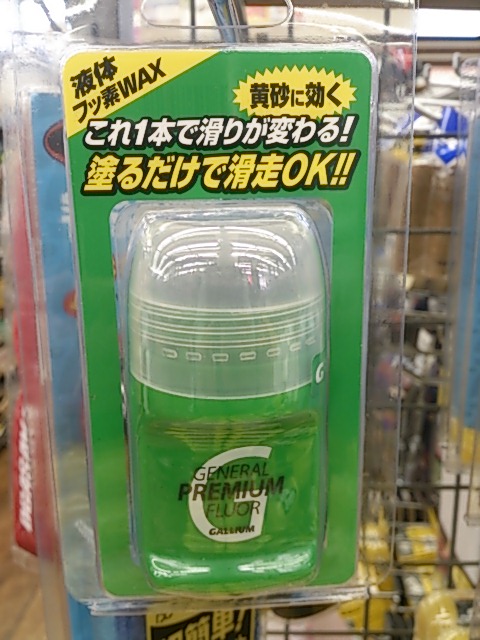 液体
フッ素WAX
黄砂に効く
これ1本で滑りが変わる!
塗るだけで滑走OK!!
G
GENERAL
PREMIUM
FLUOR
GALLIUM